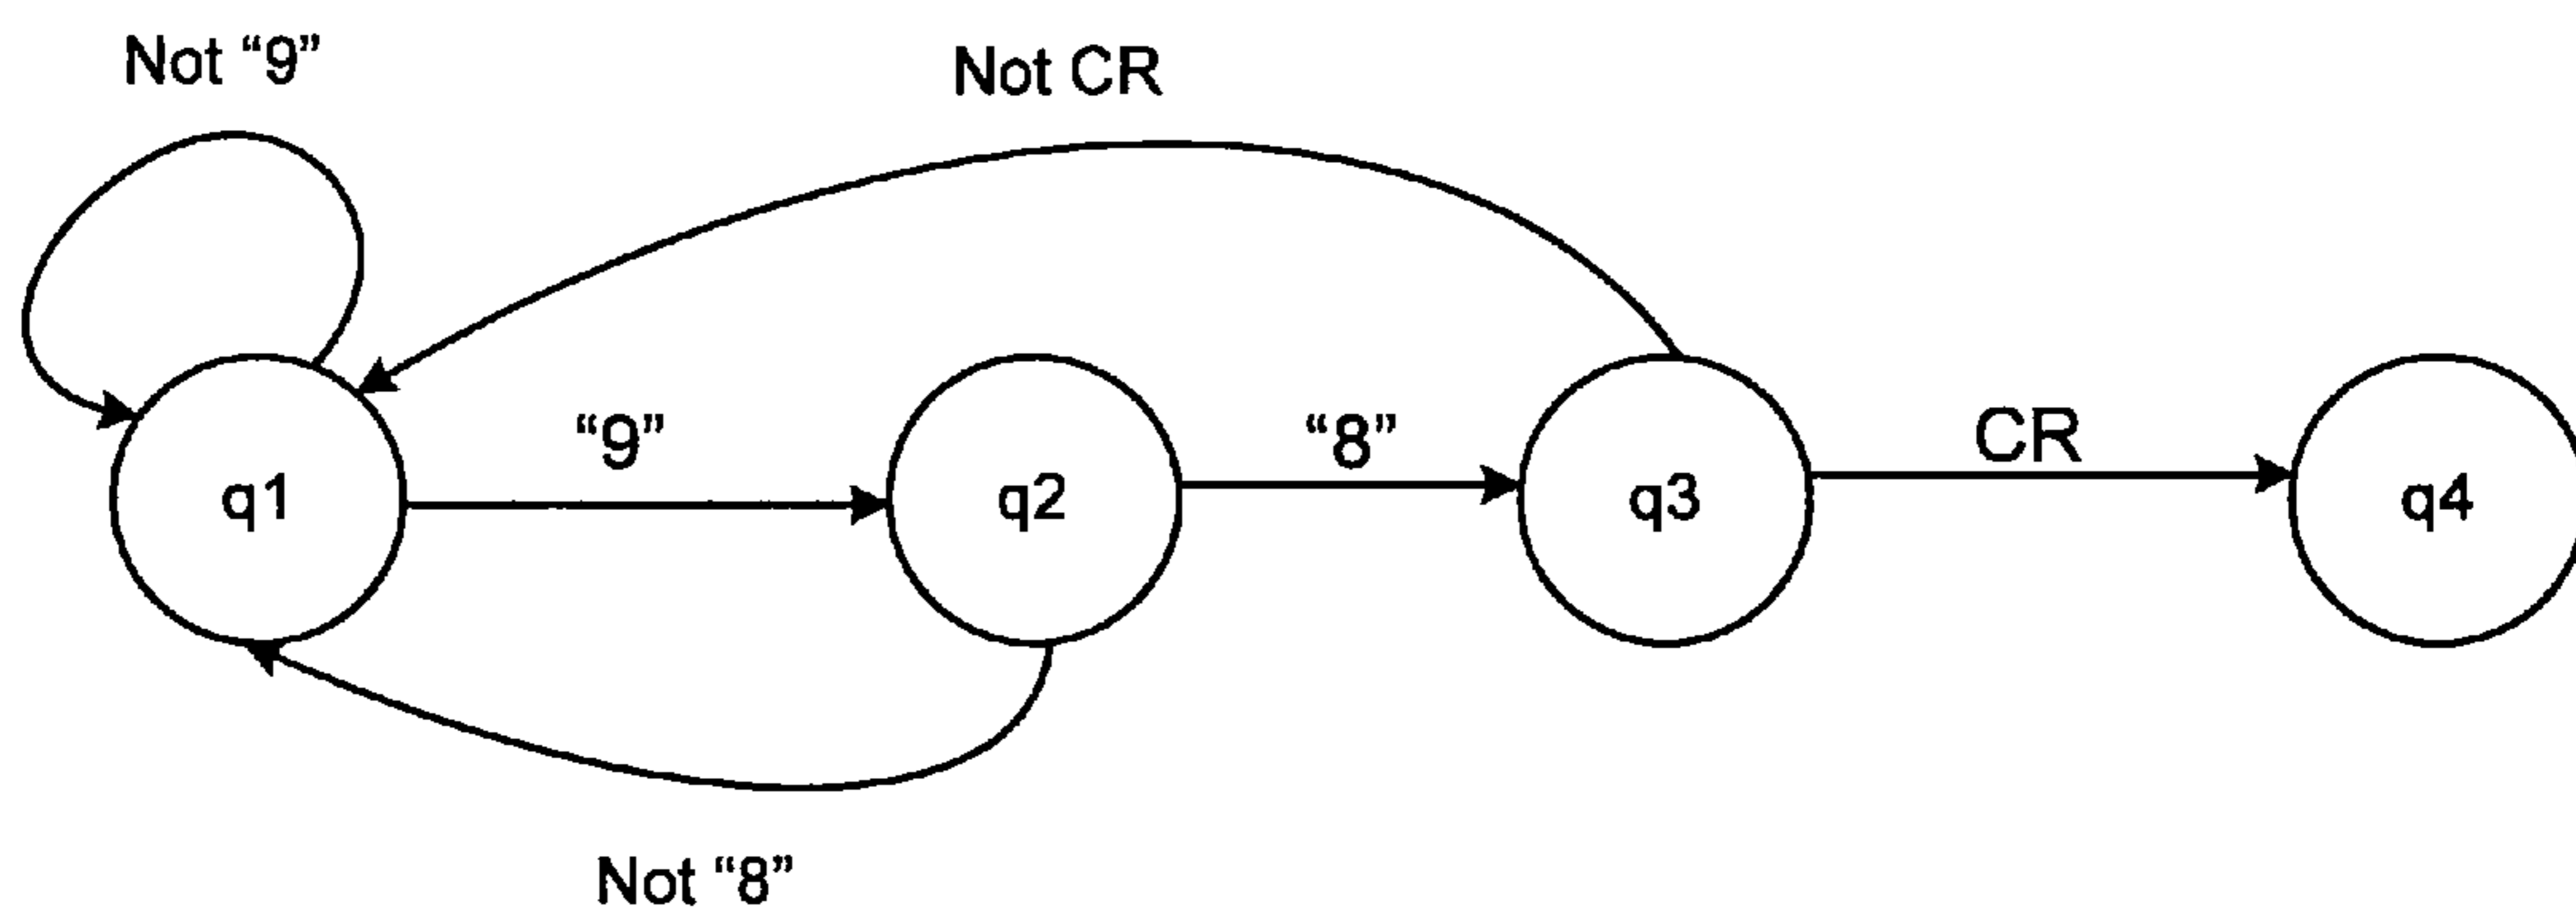 Not “9”
Not CR
“9”
“8”
CR
q1
q2
q3
q4
Not “8”